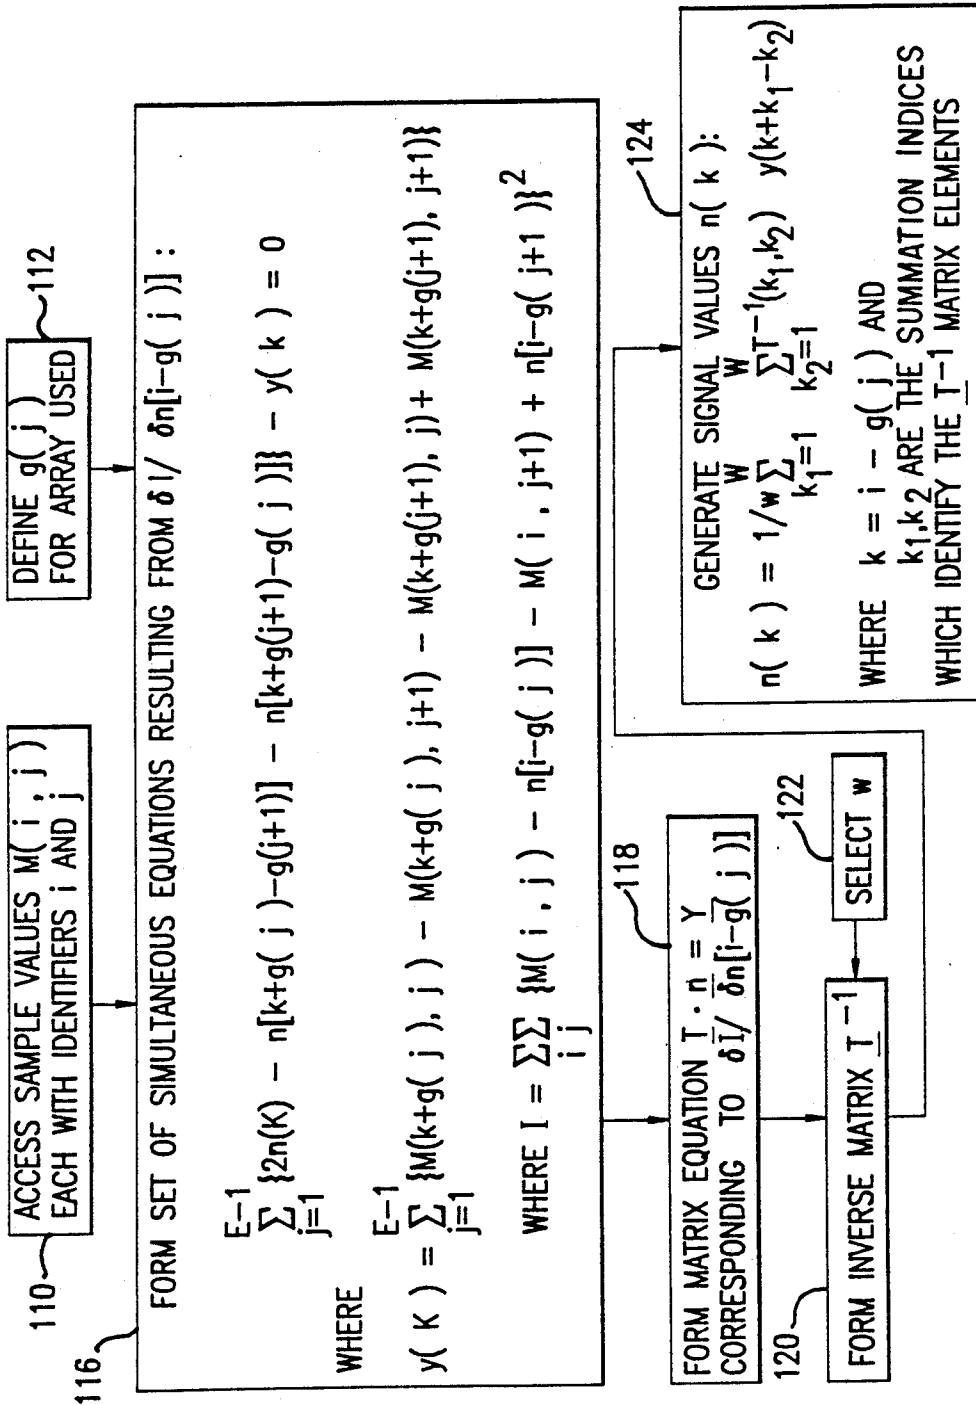 110
ACCESS SAMPLE VALUES M( i , j )
EACH WITH IDENTIFIERS i AND j
DEFINE g( j )
FOR ARRAY USED
112
116
FORM SET OF SIMULTANEOUS EQUATIONS RESULTING FROM δ I/ δn[i-g( j )] :
E-1
∑ {2n(K) - n[k+g( j )-g(j+1)] - n[k+g(j+1)-g( j )]} - y( k ) = 0
j=1
WHERE
E-1
y( K ) = ∑ {M(k+g( j ), j ) - M(k+g( j ), j+1) - M(k+g(j+1), j)+ M(k+g(j+1), j+1)}
j=1
WHERE I = ∑∑ {M( i , j ) - n[i-g( j )] - M( i , j+1) + n[i-g( j+1 )}²
i j
118
FORM MATRIX EQUATION T · n = Y
CORRESPONDING TO δI/ δn[i-g( j )]
120
FORM INVERSE MATRIX T⁻¹
122
SELECT w
124
GENERATE SIGNAL VALUES n( k ):
W W
n( k ) = 1/w ∑ ∑ T⁻¹(k₁,k₂) y(k+k₁-k₂)
k₁=1 k₂=1
WHERE k = i - g( j ) AND
k₁,k₂ ARE THE SUMMATION INDICES
WHICH IDENTIFY THE T⁻¹ MATRIX ELEMENTS